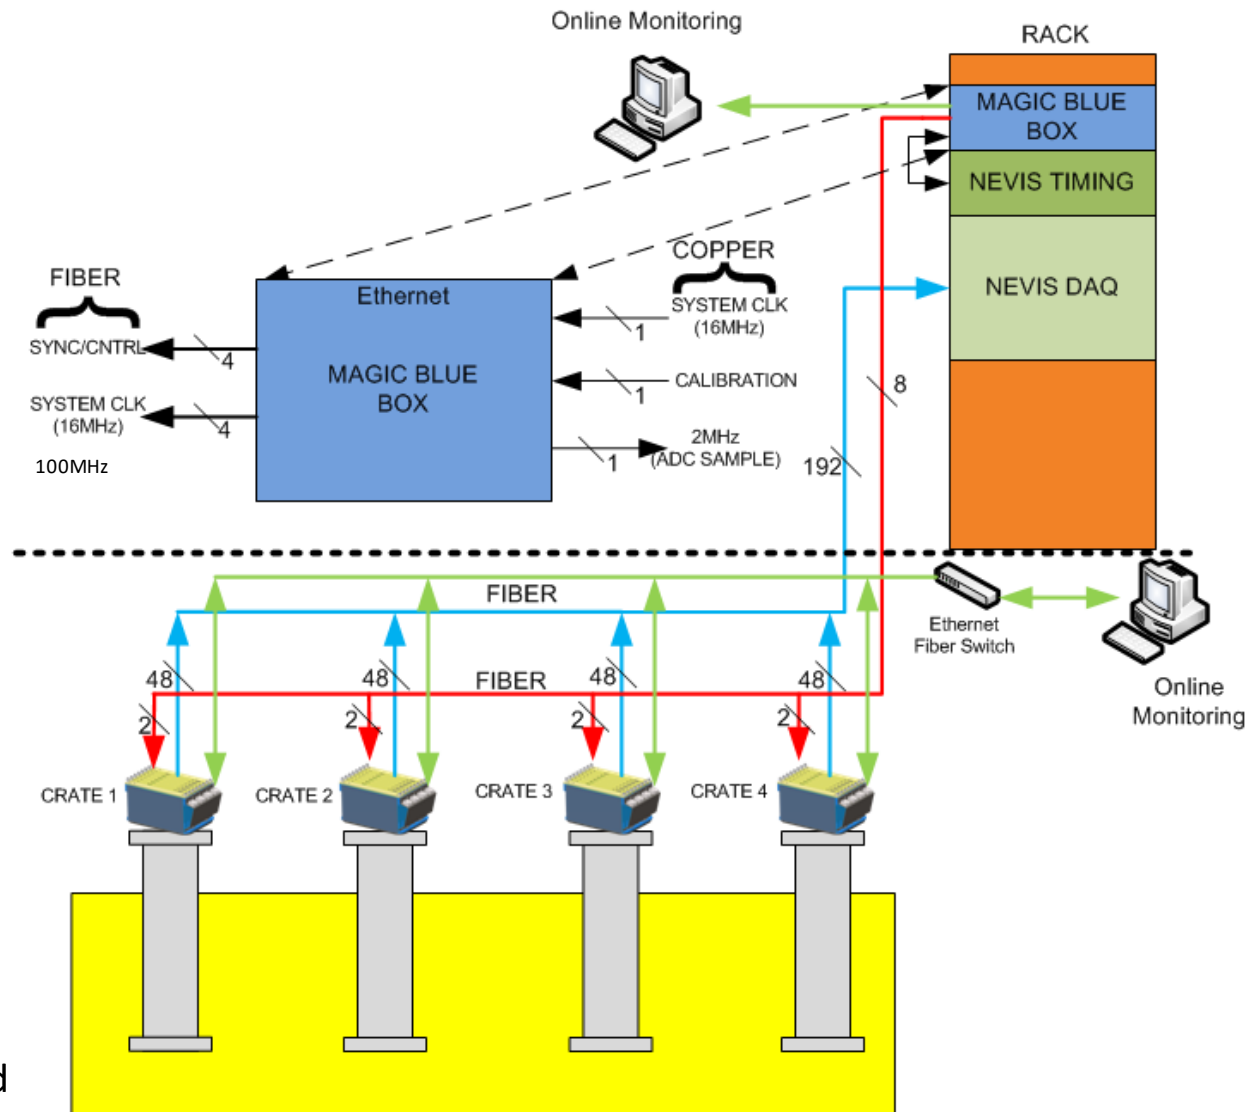 Online Monitoring
RACK
MAGIC BLUE
BOX
NEVIS TIMING
NEVIS DAQ
FIBER
COPPER
Ethernet
SYSTEM CLK
(16MHz)
1
SYNC/CNTRL
4
MAGIC BLUE
BOX
CALIBRATION
1
SYSTEM CLK
(16MHz)
4
100MHz
2MHz
(ADC SAMPLE)
1
8
192
FIBER
Ethernet
Fiber Switch
Online
Monitoring
48
48
FIBER
48
48
2
2
2
2
CRATE 1
CRATE 2
CRATE 3
CRATE 4
d